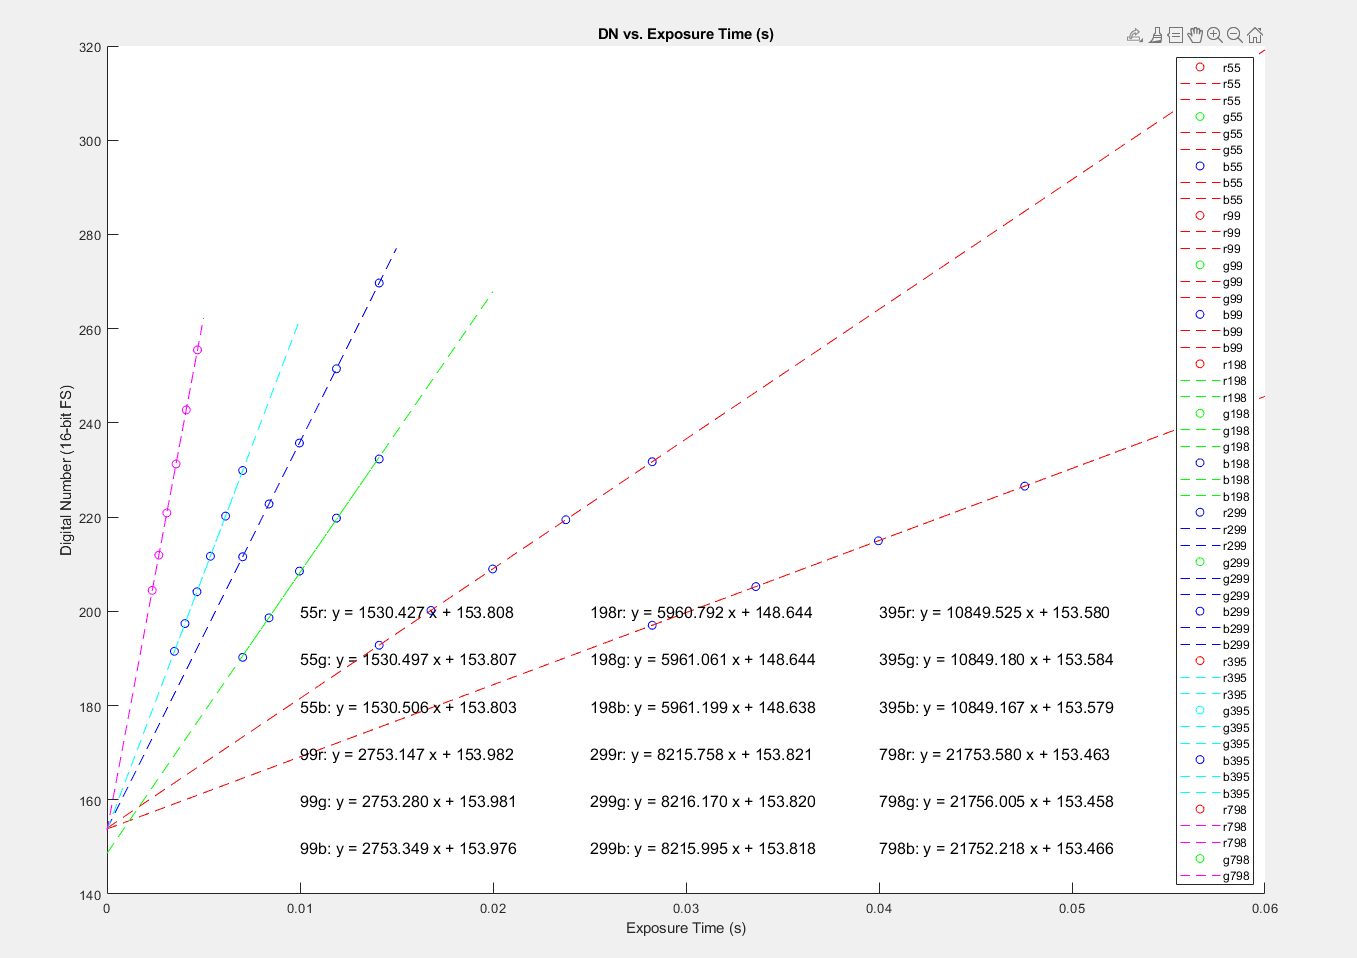 DN vs. Exposure Time (s)
320
300
280
260
240
220
200
180
160
140
Digital Number (16-bit FS)
0
0.01
0.02
0.03
0.04
0.05
0.06
Exposure Time (s)
55r: y = 1530.427 x + 153.808
55g: y = 1530.497 x + 153.807
55b: y = 1530.506 x + 153.803
99r: y = 2753.147 x + 153.982
99g: y = 2753.280 x + 153.981
99b: y = 2753.349 x + 153.976
198r: y = 5960.792 x + 148.644
198g: y = 5961.061 x + 148.644
198b: y = 5961.199 x + 148.638
299r: y = 8215.758 x + 153.821
299g: y = 8216.170 x + 153.820
299b: y = 8215.995 x + 153.818
395r: y = 10849.525 x + 153.580
395g: y = 10849.180 x + 153.584
395b: y = 10849.167 x + 153.579
798r: y = 21753.580 x + 153.463
798g: y = 21756.005 x + 153.458
798b: y = 21752.218 x + 153.466
r55
r55
r55
g55
g55
g55
b55
b55
b55
r99
r99
r99
g99
g99
g99
b99
b99
b99
r198
r198
r198
g198
g198
g198
b198
b198
b198
r299
r299
r299
g299
g299
g299
b299
b299
b299
r395
r395
r395
g395
g395
g395
b395
b395
b395
r798
r798
r798
g798
g798